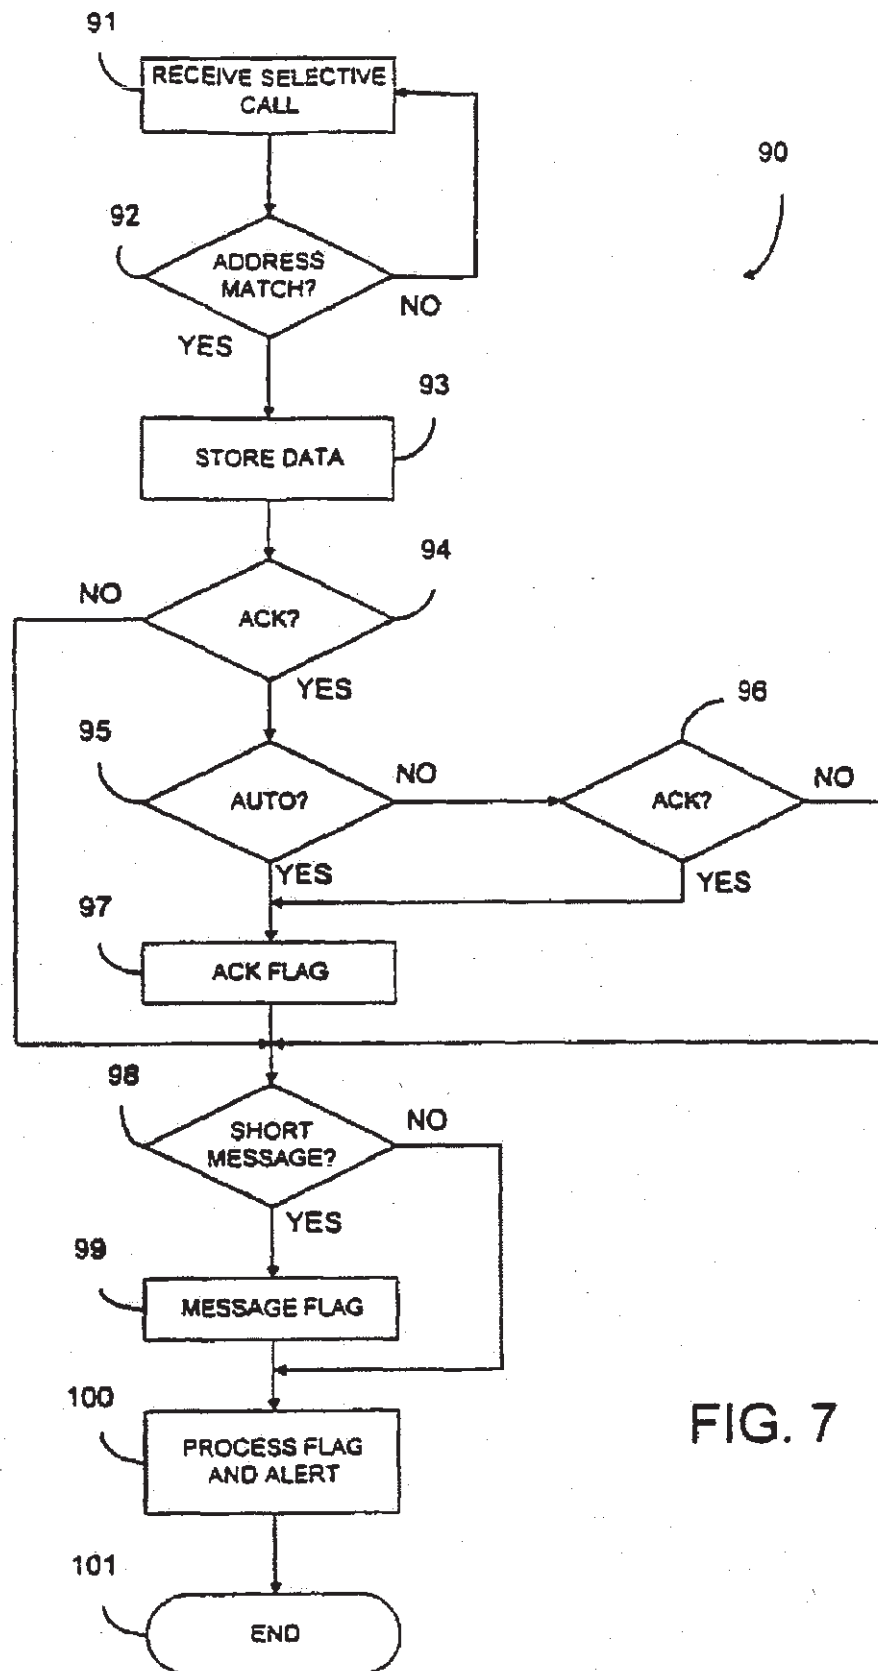 91
RECEIVE SELECTIVE
CALL
90
92
ADDRESS
MATCH?
NO
YES
93
STORE DATA
94
NO
ACK?
YES
96
95
AUTO?
NO
ACK?
NO
YES
YES
97
ACK FLAG
98
SHORT
MESSAGE?
NO
YES
99
MESSAGE FLAG
100
PROCESS FLAG
AND ALERT
FIG. 7
101
END